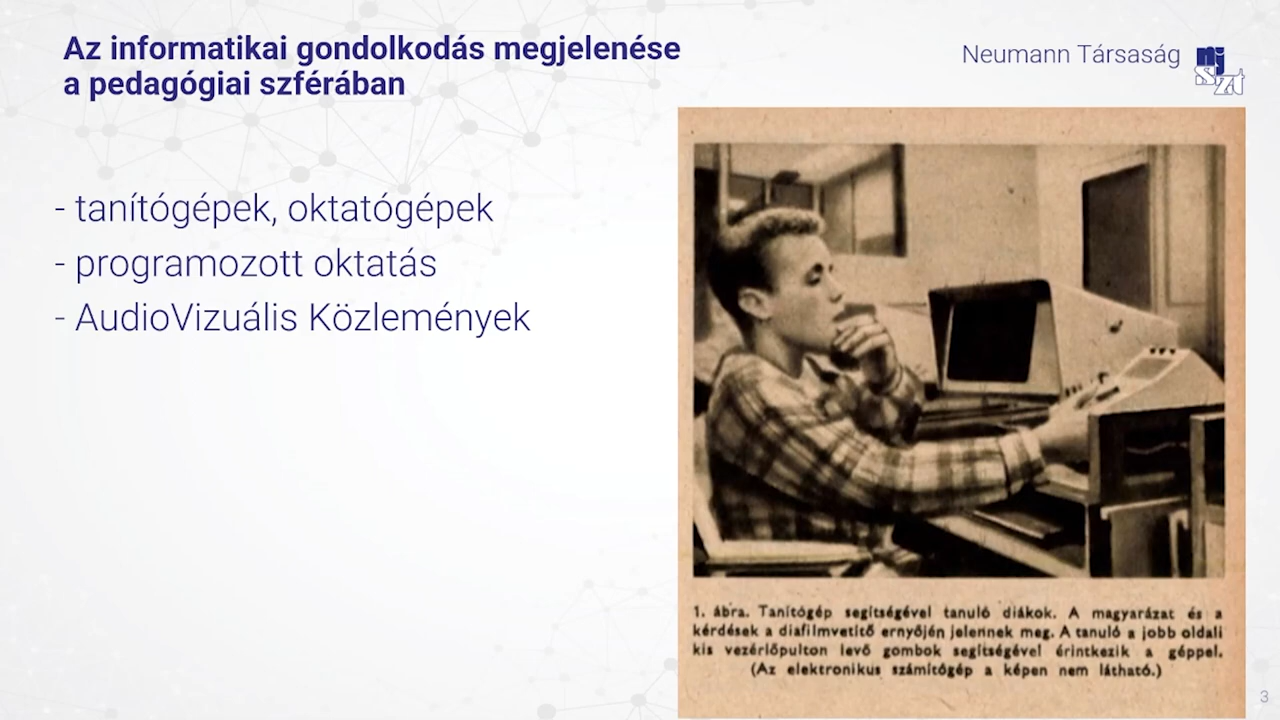 Az informatikai gondolkodás megjelenése
a pedagógiai szférában
Neumann Társaság
nj
szt
- tanítógépek, oktatógépek
- programozott oktatás
- AudioVizuális Közlemények
1. ábra. Tanítógép segítségével tanuló diákok. A magyarázat és a
kérdések a diafilmvetítő ernyőjén jelennek meg. A tanuló a jobb oldali
kis vezérlőpulton levő gombok segítségével érintkezik a géppel.
(Az elektronikus számítógép a képen nem látható.)
3